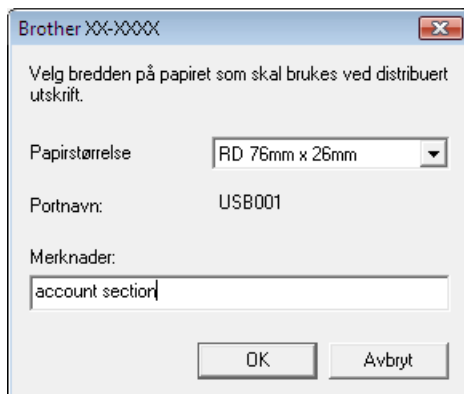 Brother XX-XXXX
Velg bredden på papiret som skal brukes ved distribuert
utskrift.
Papirstørrelse RD 76mm x 26mm
Portnavn: USB001
Merknader:
account section
OK Avbryt